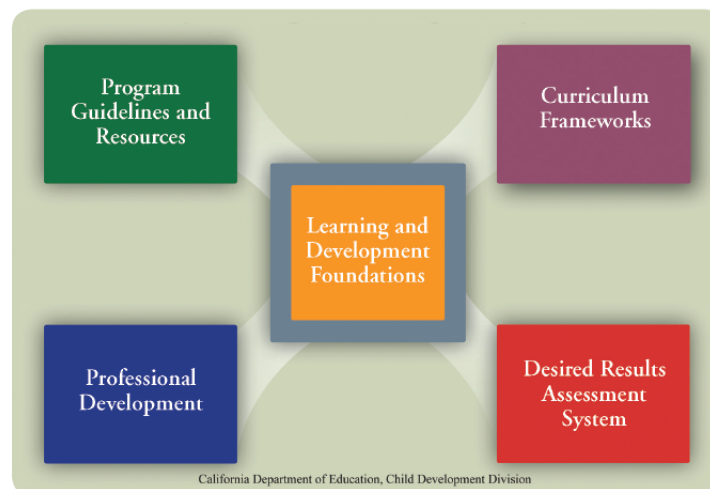 Program
Guidelines and
Resources
Curriculum
Frameworks
Learning and
Development
Foundations
Professional
Development
Desired Results
Assessment
System
California Department of Education, Child Development Division